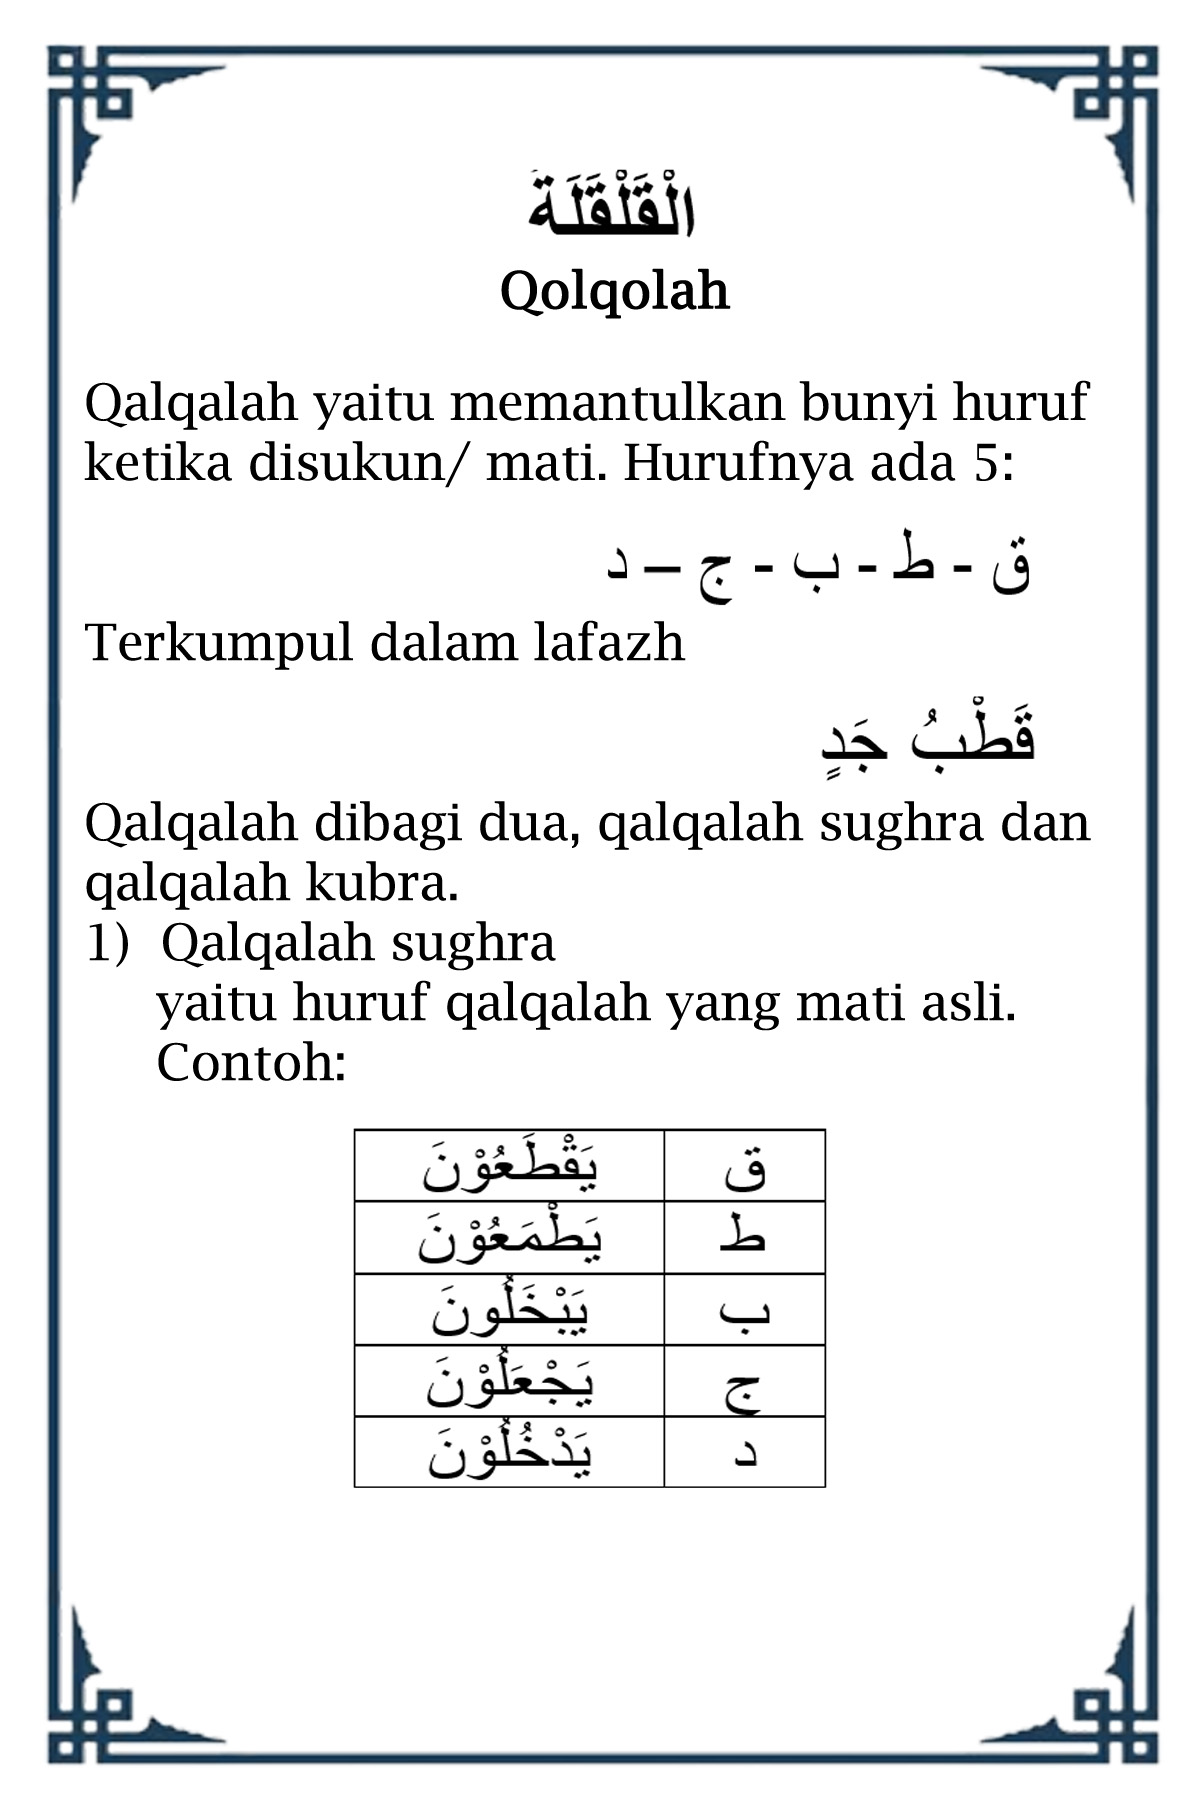 الْقَلْقَلَةَ
Qolqolah
Qalqalah yaitu memantulkan bunyi huruf
ketika disukun/ mati. Hurufnya ada 5:
ق - ط - ب - ج – د
Terkumpul dalam lafazh
قَطْبُ جَدٍ
Qalqalah dibagi dua, qalqalah sughra dan
qalqalah kubra.
1) Qalqalah sughra
yaitu huruf qalqalah yang mati asli.
Contoh:
ق يَقْطَعُوْنَ
ط يَطْمَعُوْنَ
ب يَبْخَلُونَ
ج يَجْعَلُوْنَ
د يَدْخُلُوْنَ